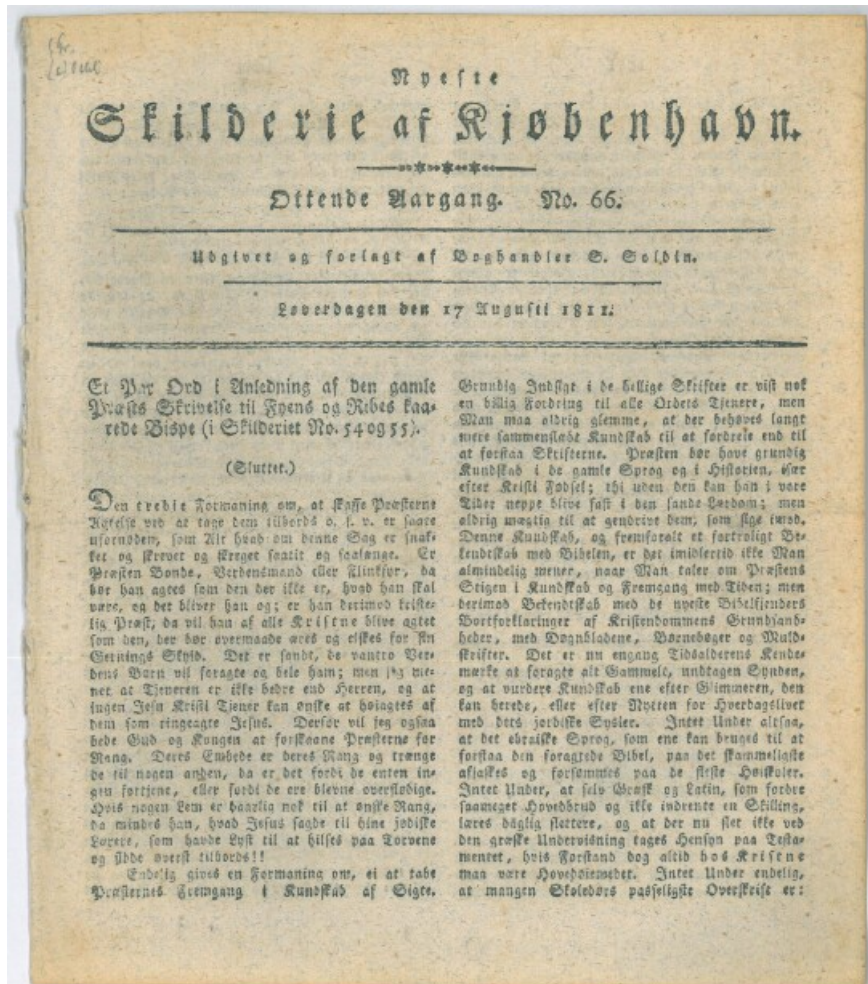 Nyeste
Skilderie af Kjøbenhavn.
Ottende Aargang. No. 66.
Udgivet og forlagt af Boghandler S. Soldin.
Løverdagen den 17 Augusti 1811.
Et Par Ord i Anledning af den gamle
Præsts Skrivelse til Fyens og Ribes kaa-
rede Bispe (i Skilderiet No. 54 og 55).
(Sluttet.)
Den tredie Formaning om, at skaffe Præsterne
Agtelse ved at tage dem tilbords o. s. v. er saare
ufornøden, som Alt hvad om denne Sag er snak-
ket og skrevet og skreget saatit og saalænge. Er
Præsten Bonde, Verdensmand eller Flinkfyr, da
bør han agtes som den der ikke er, hvad han skal
være, og det bliver han og; er han derimod kriste-
lig Præst, da vil han af alle Kristne blive agtet
som den, der bør overmaade æres og elskes for sin
Gernings Skyld. Det er sandt, de vantro Ver-
dens Børn vil foragte og hele ham; men jeg me-
net at Tjeneren er ikke bedre end Herren, og at
ingen Jesu Kristi Tjener kan ønske at høiagtes af
dem som ringeagte Jesus. Derfor vil jeg ogsaa
bede Gud og Kongen at forskaane Præsterne for
Rang. Deres Embede er deres Rang og trænge
de til nogen anden, da er det fordi de enten in-
gen fortjene, eller fordi de ere blevne overflødige.
Hvis nogen Lem er daarlig nok til at ønske Rang,
da mindes han, hvad Jesus sagde til hine jødiske
Lærere, som havde Lyst til at hilses paa Torvene
og sidde øverst tilbords!!
Endelig gives en Formaning om, ei at tabe
Præsternes Fremgang i Kundskab af Sigte.
Grundig Indsigt i de hellige Skrifter er vist nok
en billig Fordring til alle Ordets Tjenere, men
Man maa aldrig glemme, at der behøves langt
mere sammenslæbt Kundskab til at fordreie end til
at forstaa Skrifterne. Præsten bør have grundig
Kundskab i de gamle Sprog og i Historien, især
efter Kristi Fødsel; thi uden den kan han i vore
Tider neppe blive fast i den sande Lærdom; men
aldrig mægtig til at gendrive dem, som sige imod.
Denne Kundskab, og fremforalt et fortroligt Be-
kendtskab med Bibelen, er det imidlertid ikke Man
almindelig mener, naar Man taler om Præstens
Stigen i Kundskab og Fremgang med Tiden; men
derimod Bekendtskab med de nyeste Bibelfjenders
Bortforklaringer af Kristendommens Grundsand-
heder, med Døgnbladene, Børnebøger og Muld-
skrifter. Det er nu engang Tidsalderens Kende-
mærke at foragte alt Gammelt, undtagen Synden,
og at vurdere Kundskab ene efter Glimmeren, den
kan berede, eller efter Nytten for Hverdagslivet
med dets jordiske Sysler. Intet Under altsaa,
at det ebraiske Sprog, som ene kan bruges til at
forstaa den foragtede Bibel, paa det skammeligste
afjaskes og forsømmes paa de fleste Høiskoler.
Intet Under, at selv Græsk og Latin, som fordre
saameget Hovedbrud og ikke indrente en Skilling,
læres daglig slettere, og at der nu slet ikke ved
den græske Undervisning tages Hensyn paa Testa-
mentet, hvis Forstand dog altid hos Kristne
maa være Hovedøiemedet. Intet Under endelig,
at mangen Skoledørs passeligste Overskrift er: